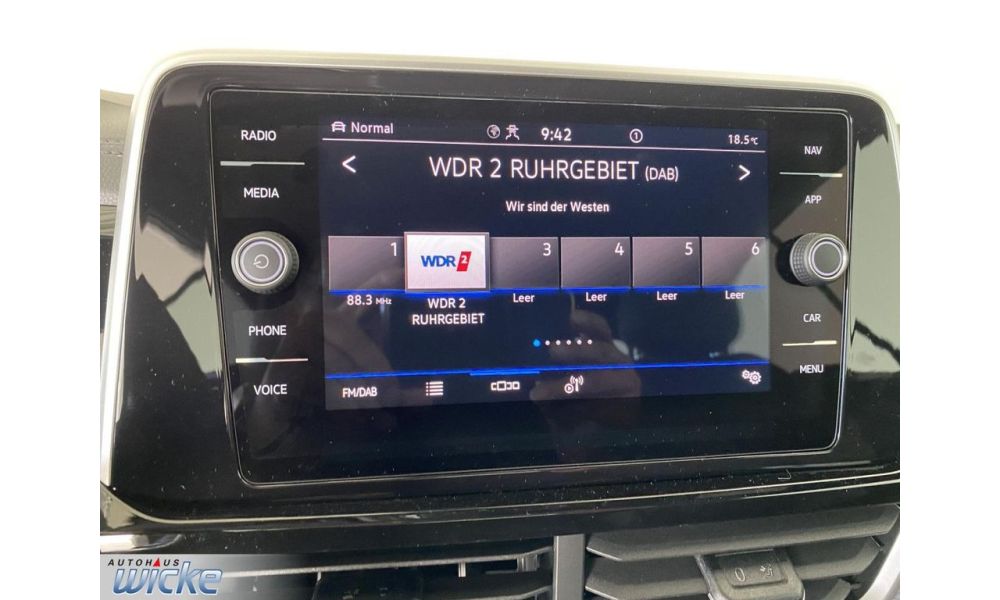 RADIO
MEDIA
PHONE
VOICE
Normal
9:42
1
18.5°C
< WDR 2 RUHRGEBIET (DAB) >
Wir sind der Westen
1
WDR 2
3
4
5
6
88.3 MHz
WDR 2
RUHRGEBIET
Leer
Leer
Leer
Leer
FM/DAB
NAV
APP
CAR
MENU
0
AUTOHAUS
WICKE